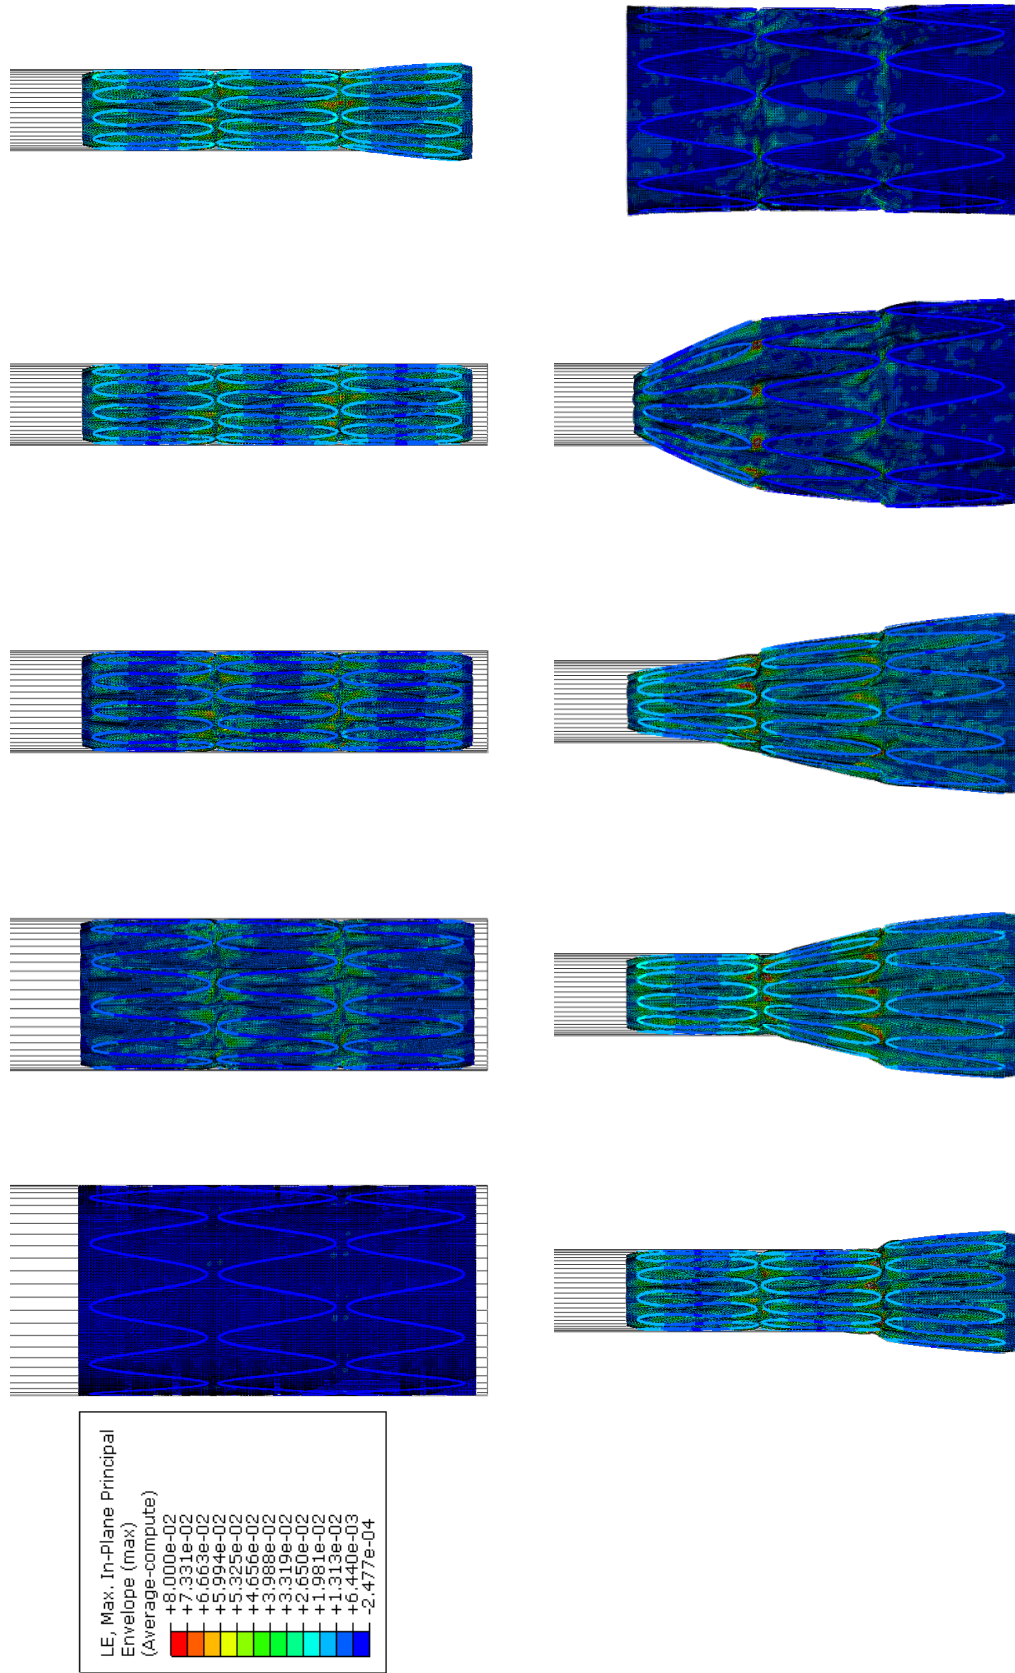 LE, Max. In-Plane Principal
Envelope (max)
(Average-compute)
+8.000e-02
+7.331e-02
+6.663e-02
+5.994e-02
+5.325e-02
+4.656e-02
+3.988e-02
+3.319e-02
+2.650e-02
+1.981e-02
+1.313e-02
+6.440e-03
-2.477e-04